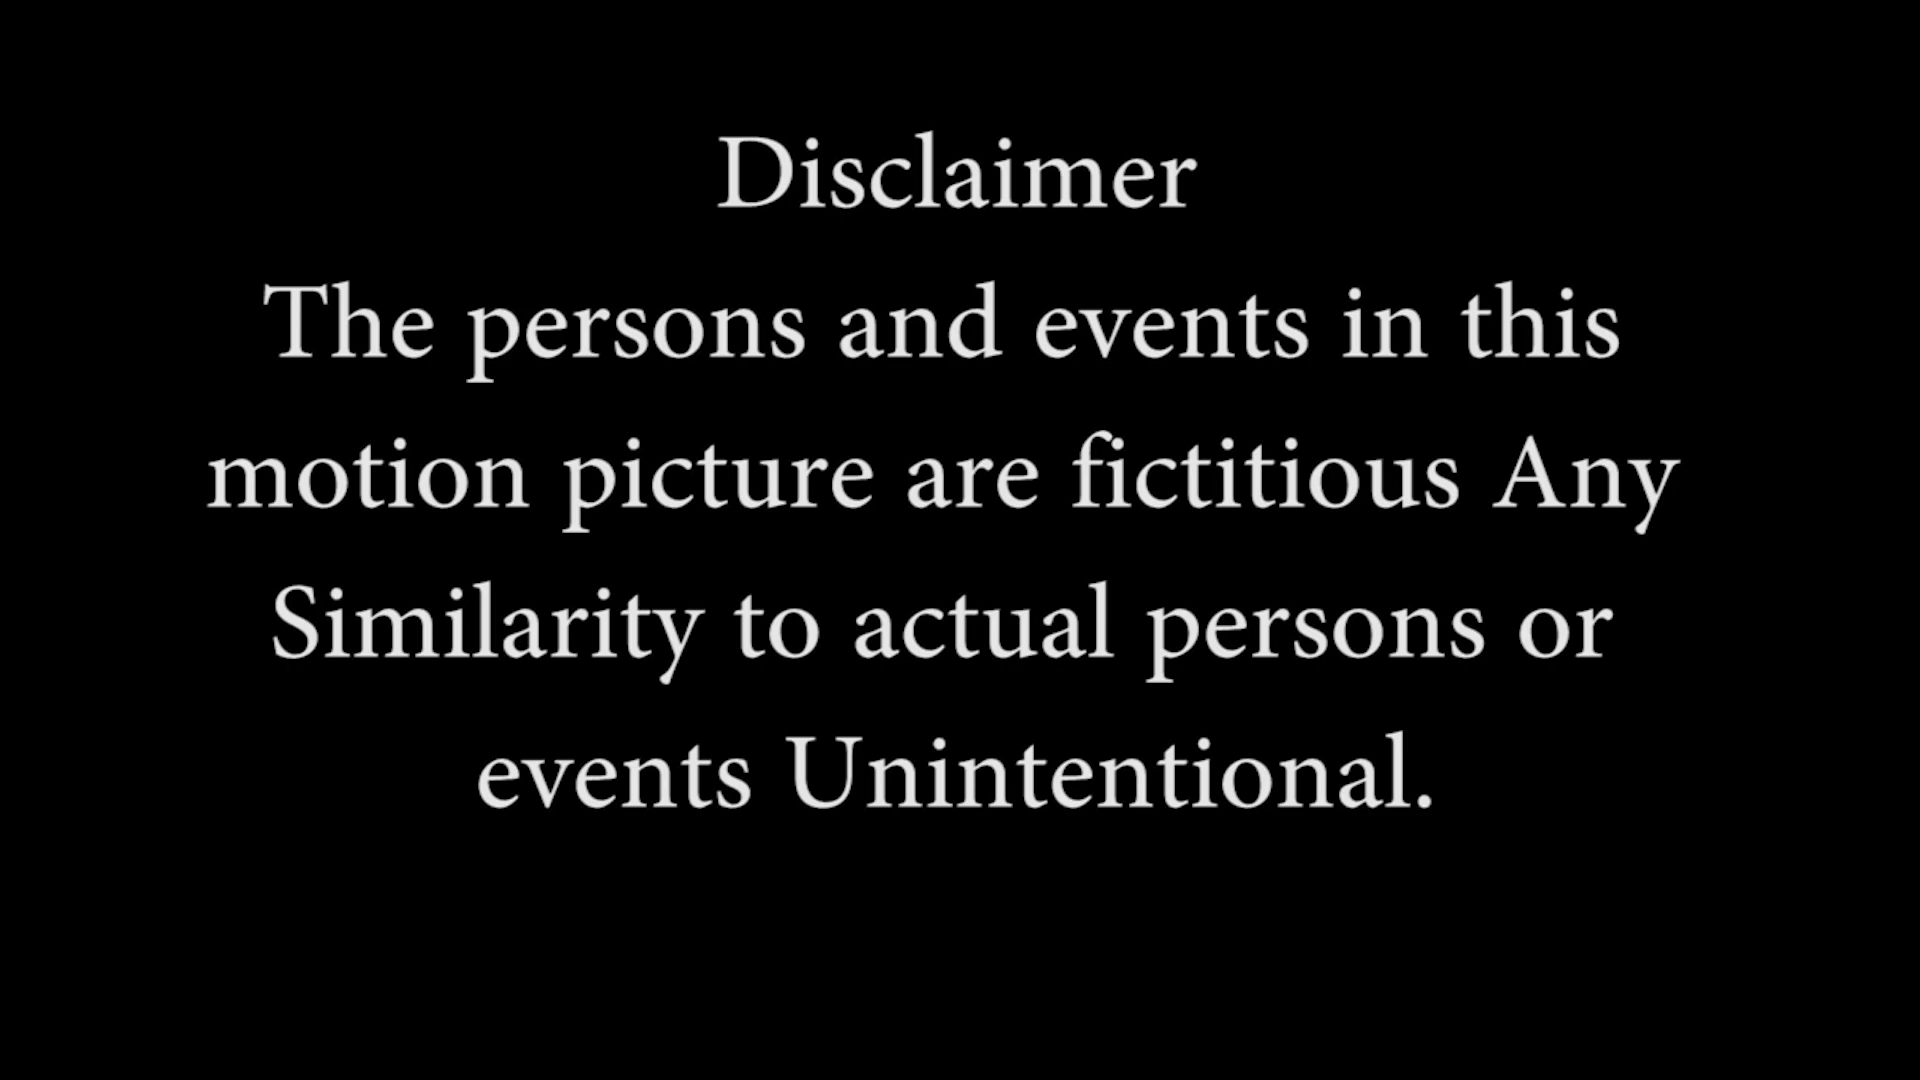 Disclaimer
The persons and events in this
motion picture are fictitious Any
Similarity to actual persons or
events Unintentional.